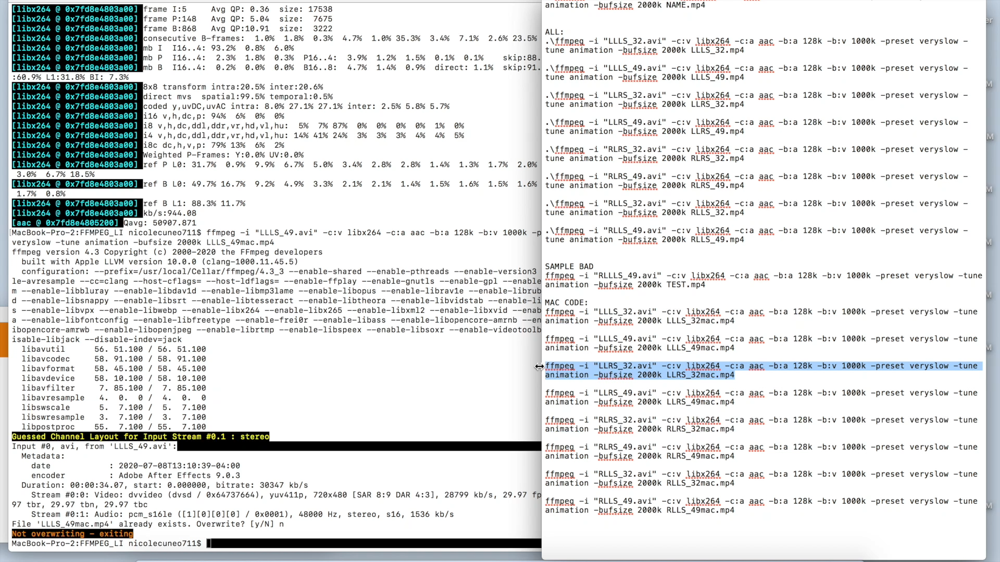 [libx264 @ 0x7fd8e4803a00] frame I:5     Avg QP: 0.36  size: 17538
[libx264 @ 0x7fd8e4803a00] frame P:148   Avg QP: 5.04  size:  7675
[libx264 @ 0x7fd8e4803a00] frame B:868   Avg QP:10.91  size:  3222
[libx264 @ 0x7fd8e4803a00] consecutive B-frames:  1.0%  1.8%  0.3%  4.7%  1.0% 35.3%  3.4%  7.1%  2.6% 23.5%
[libx264 @ 0x7fd8e4803a00] mb I  I16..4: 93.2%  0.8%  6.0%
[libx264 @ 0x7fd8e4803a00] mb P  I16..4:  2.3%  1.8%  0.3%  P16..4:  3.9%  1.2%  1.5%  0.1%  0.1%    skip:88.
[libx264 @ 0x7fd8e4803a00] mb B  I16..4:  0.2%  0.0%  0.0%  B16..8:  4.7%  1.4%  0.9%  direct: 1.1%  skip:91.
:60.9% L1:31.8% BI: 7.3%
[libx264 @ 0x7fd8e4803a00] 8x8 transform intra:20.5% inter:20.6%
[libx264 @ 0x7fd8e4803a00] direct mvs  spatial:99.5% temporal:0.5%
[libx264 @ 0x7fd8e4803a00] coded y,uvDC,uvAC intra: 8.0% 27.1% 27.1% inter: 2.5% 5.8% 5.7%
[libx264 @ 0x7fd8e4803a00] i16 v,h,dc,p: 94%  6%  0%  0%
[libx264 @ 0x7fd8e4803a00] i8 v,h,dc,ddl,ddr,vr,hd,vl,hu:  5%  7% 87%  0%  0%  0%  0%  1%  0%
[libx264 @ 0x7fd8e4803a00] i4 v,h,dc,ddl,ddr,vr,hd,vl,hu: 14% 41% 24%  3%  3%  3%  4%  4%  5%
[libx264 @ 0x7fd8e4803a00] i8c dc,h,v,p: 79% 13%  6%  2%
[libx264 @ 0x7fd8e4803a00] Weighted P-Frames: Y:0.0% UV:0.0%
[libx264 @ 0x7fd8e4803a00] ref P L0: 31.7%  0.9%  9.9%  6.7%  5.0%  3.4%  2.8%  2.8%  1.4%  1.3%  1.7%  2.0%
3.0%  6.7% 18.5%
[libx264 @ 0x7fd8e4803a00] ref B L0: 49.7% 16.7%  9.2%  4.9%  3.3%  2.1%  2.1%  1.4%  1.5%  1.6%  1.5%  1.6%
1.7%  0.8%
[libx264 @ 0x7fd8e4803a00] ref B L1: 88.3% 11.7%
[libx264 @ 0x7fd8e4803a00] kb/s:944.08
[aac @ 0x7fd8e4805200] Qavg: 50907.871
[MacBook-Pro-2:FFMPEG_LI nicolecuneo711$ ffmpeg -i "LLLS_49.avi" -c:v libx264 -c:a aac -b:a 128k -b:v 1000k -p
veryslow -tune animation -bufsize 2000k LLLS_49mac.mp4
ffmpeg version 4.3 Copyright (c) 2000-2020 the FFmpeg developers
built with Apple LLVM version 10.0.0 (clang-1000.11.45.5)
configuration: --prefix=/usr/local/Cellar/ffmpeg/4.3_3 --enable-shared --enable-pthreads --enable-version3
le-avresample --cc=clang --host-cflags= --host-ldflags= --enable-ffplay --enable-gnutls --enable-gpl --enable
m --enable-libbluray --enable-libdav1d --enable-libmp3lame --enable-libopus --enable-librav1e --enable-librub
d --enable-libsnappy --enable-libsrt --enable-libtesseract --enable-libtheora --enable-libvidstab --enable-li
s --enable-libvpx --enable-libwebp --enable-libx264 --enable-libx265 --enable-libxml2 --enable-libxvid --enab
a --enable-libfontconfig --enable-libfreetype --enable-frei0r --enable-libass --enable-libopencore-amrnb --en
ibopencore-amrwb --enable-libopenjpeg --enable-librtmp --enable-libspeex --enable-libsoxr --enable-videotoolb
isable-libjack --disable-indev=jack
libavutil      56. 51.100 / 56. 51.100
libavcodec     58. 91.100 / 58. 91.100
libavformat    58. 45.100 / 58. 45.100
libavdevice    58. 10.100 / 58. 10.100
libavfilter     7. 85.100 /  7. 85.100
libavresample   4.  0.  0 /  4.  0.  0
libswscale      5.  7.100 /  5.  7.100
libswresample   3.  7.100 /  3.  7.100
libpostproc    55.  7.100 / 55.  7.100
Guessed Channel Layout for Input Stream #0.1 : stereo
Input #0, avi, from 'LLLS_49.avi':
Metadata:
date            : 2020-07-08T13:10:39-04:00
encoder         : Adobe After Effects 9.0.3
Duration: 00:00:34.07, start: 0.000000, bitrate: 30347 kb/s
Stream #0:0: Video: dvvideo (dvsd / 0x64737664), yuv411p, 720x480 [SAR 8:9 DAR 4:3], 28799 kb/s, 29.97 fp
97 tbr, 29.97 tbn, 29.97 tbc
Stream #0:1: Audio: pcm_s16le ([1][0][0][0] / 0x0001), 48000 Hz, stereo, s16, 1536 kb/s
File 'LLLS_49mac.mp4' already exists. Overwrite? [y/N] n
Not overwriting - exiting
MacBook-Pro-2:FFMPEG_LI nicolecuneo711$
animation -bufsize 2000k NAME.mp4
ALL:
.\ffmpeg -i "LLLS_32.avi" -c:v libx264 -c:a aac -b:a 128k -b:v 1000k -preset veryslow -
tune animation -bufsize 2000k LLLS_32.mp4
.\ffmpeg -i "LLLS_49.avi" -c:v libx264 -c:a aac -b:a 128k -b:v 1000k -preset veryslow -
tune animation -bufsize 2000k LLLS_49.mp4
.\ffmpeg -i "LLRS_32.avi" -c:v libx264 -c:a aac -b:a 128k -b:v 1000k -preset veryslow -
tune animation -bufsize 2000k LLRS_32.mp4
.\ffmpeg -i "LLRS_49.avi" -c:v libx264 -c:a aac -b:a 128k -b:v 1000k -preset veryslow -
tune animation -bufsize 2000k LLRS_49.mp4
.\ffmpeg -i "RLRS_32.avi" -c:v libx264 -c:a aac -b:a 128k -b:v 1000k -preset veryslow -
tune animation -bufsize 2000k RLRS_32.mp4
.\ffmpeg -i "RLRS_49.avi" -c:v libx264 -c:a aac -b:a 128k -b:v 1000k -preset veryslow -
tune animation -bufsize 2000k RLRS_49.mp4
.\ffmpeg -i "RLLS_32.avi" -c:v libx264 -c:a aac -b:a 128k -b:v 1000k -preset veryslow -
tune animation -bufsize 2000k RLLS_32.mp4
.\ffmpeg -i "RLLS_49.avi" -c:v libx264 -c:a aac -b:a 128k -b:v 1000k -preset veryslow -
tune animation -bufsize 2000k RLLS_49.mp4
SAMPLE BAD
ffmpeg -i "RLLLS_49.avi" -c:v libx264 -c:a aac -b:a 128k -b:v 1000k -preset veryslow -tune
animation -bufsize 2000k TEST.mp4
MAC CODE:
ffmpeg -i "LLLS_32.avi" -c:v libx264 -c:a aac -b:a 128k -b:v 1000k -preset veryslow -tune
animation -bufsize 2000k LLLS_32mac.mp4
ffmpeg -i "LLLS_49.avi" -c:v libx264 -c:a aac -b:a 128k -b:v 1000k -preset veryslow -tune
animation -bufsize 2000k LLLS_49mac.mp4
ffmpeg -i "LLRS_32.avi" -c:v libx264 -c:a aac -b:a 128k -b:v 1000k -preset veryslow -tune
animation -bufsize 2000k LLRS_32mac.mp4
ffmpeg -i "LLRS_49.avi" -c:v libx264 -c:a aac -b:a 128k -b:v 1000k -preset veryslow -tune
animation -bufsize 2000k LLRS_49mac.mp4
ffmpeg -i "RLRS_32.avi" -c:v libx264 -c:a aac -b:a 128k -b:v 1000k -preset veryslow -tune
animation -bufsize 2000k RLRS_32mac.mp4
ffmpeg -i "RLRS_49.avi" -c:v libx264 -c:a aac -b:a 128k -b:v 1000k -preset veryslow -tune
animation -bufsize 2000k RLRS_49mac.mp4
ffmpeg -i "RLLS_32.avi" -c:v libx264 -c:a aac -b:a 128k -b:v 1000k -preset veryslow -tune
animation -bufsize 2000k RLLS_32mac.mp4
ffmpeg -i "RLLS_49.avi" -c:v libx264 -c:a aac -b:a 128k -b:v 1000k -preset veryslow -tune
animation -bufsize 2000k RLLS_49mac.mp4